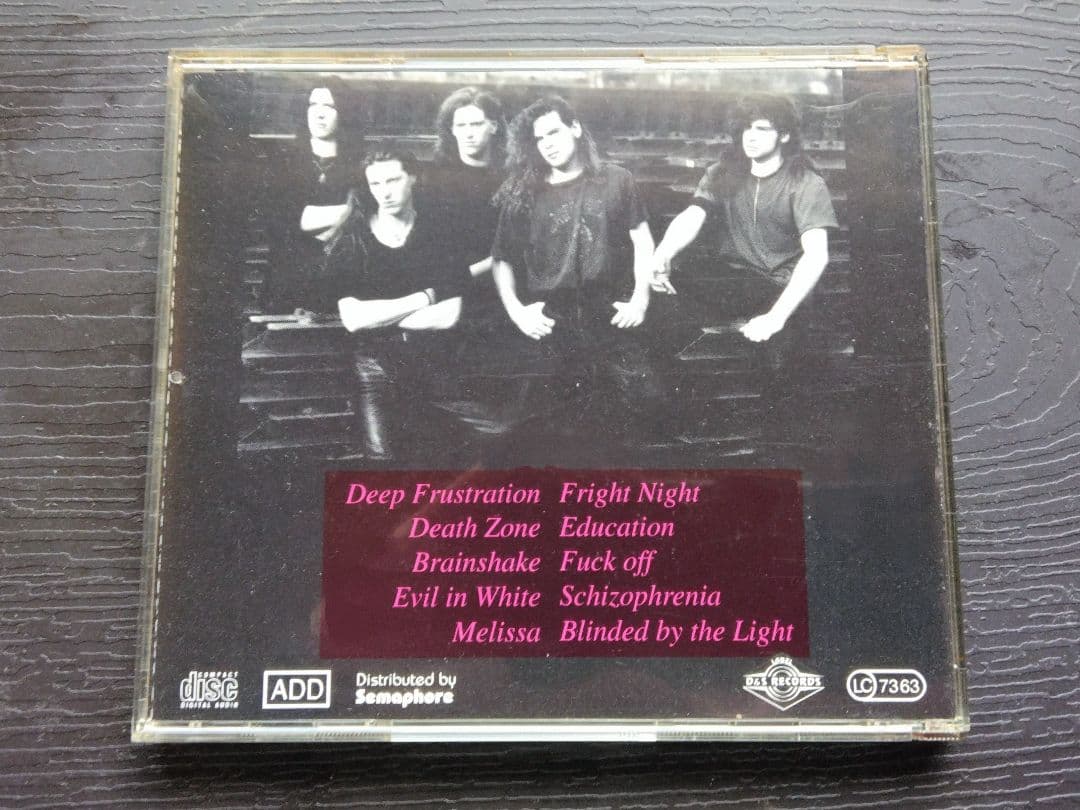 Deep Frustration Fright Night
Death Zone Education
Brainshake Fuck off
Evil in White Schizophrenia
Melissa Blinded by the Light
COMPACT
disc
DIGITAL AUDIO
ADD
Distributed by
Semaphore
LABEL
D&S RECORDS
LC 7363